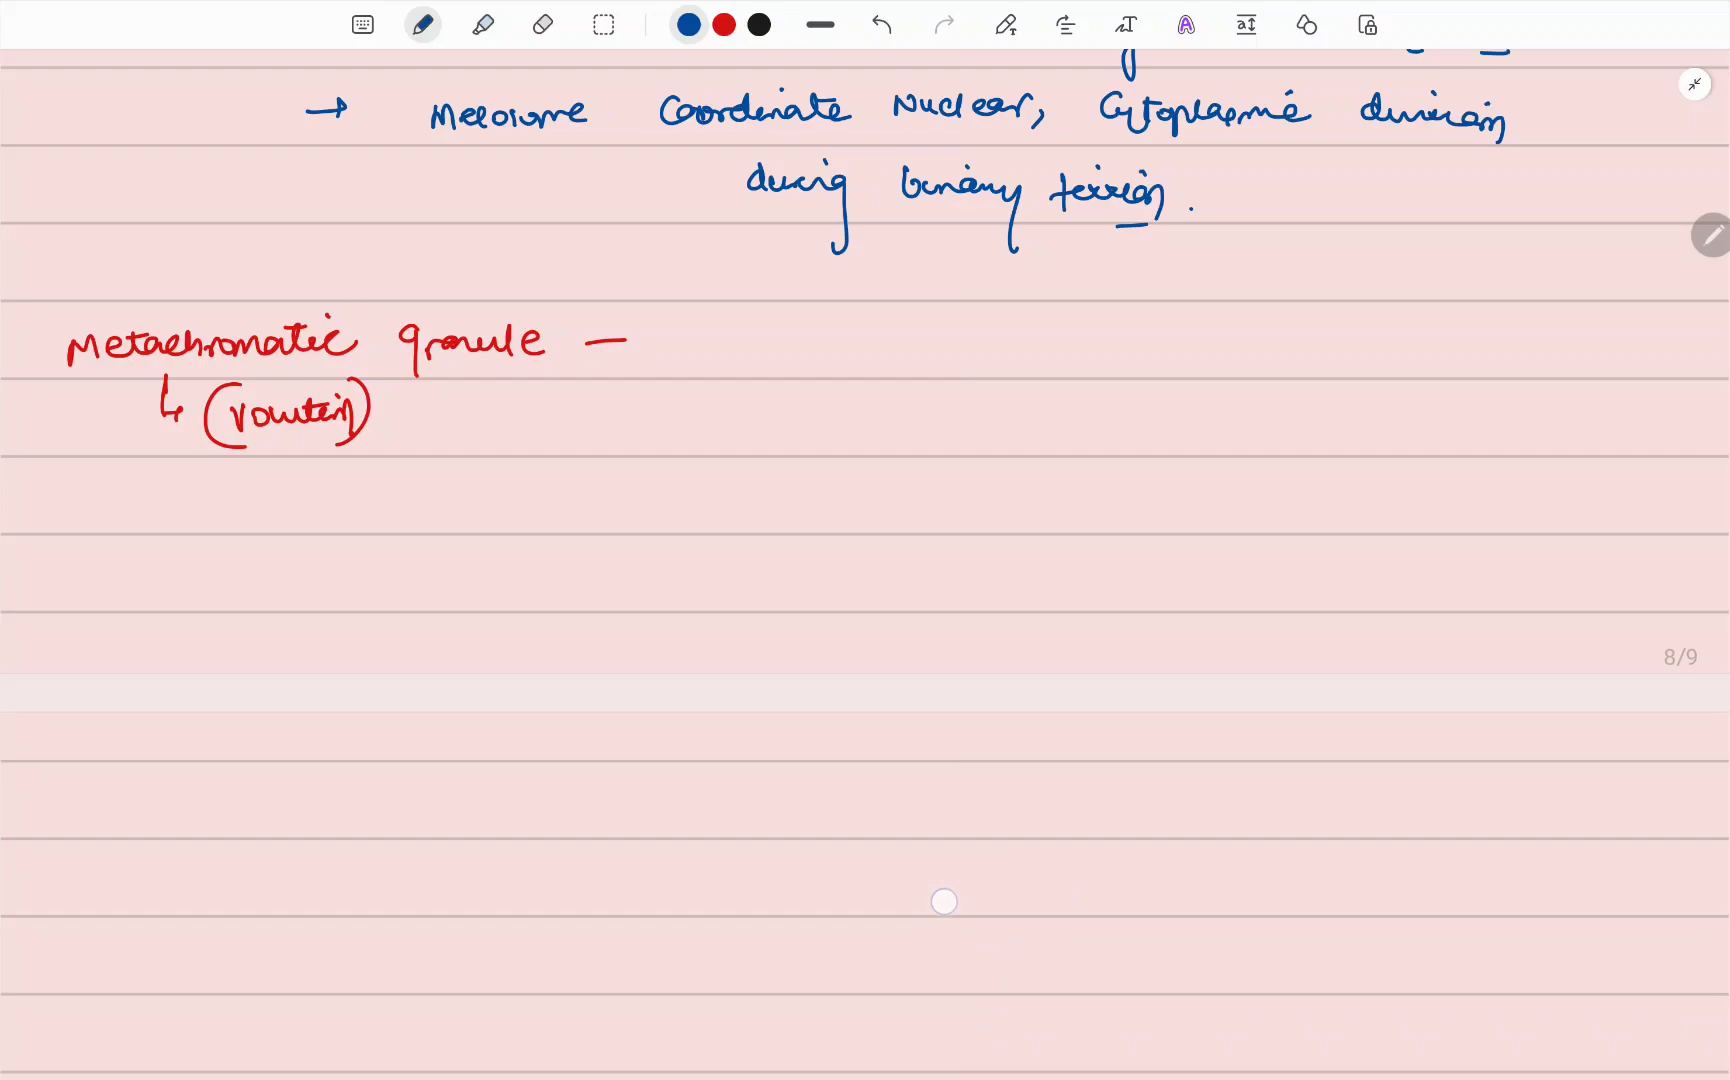 → Mesosome Coordinate Nuclear, Cytoplasmic division
during binary fission.
Metachromatic granule —
↳ (Volutin)
8/9